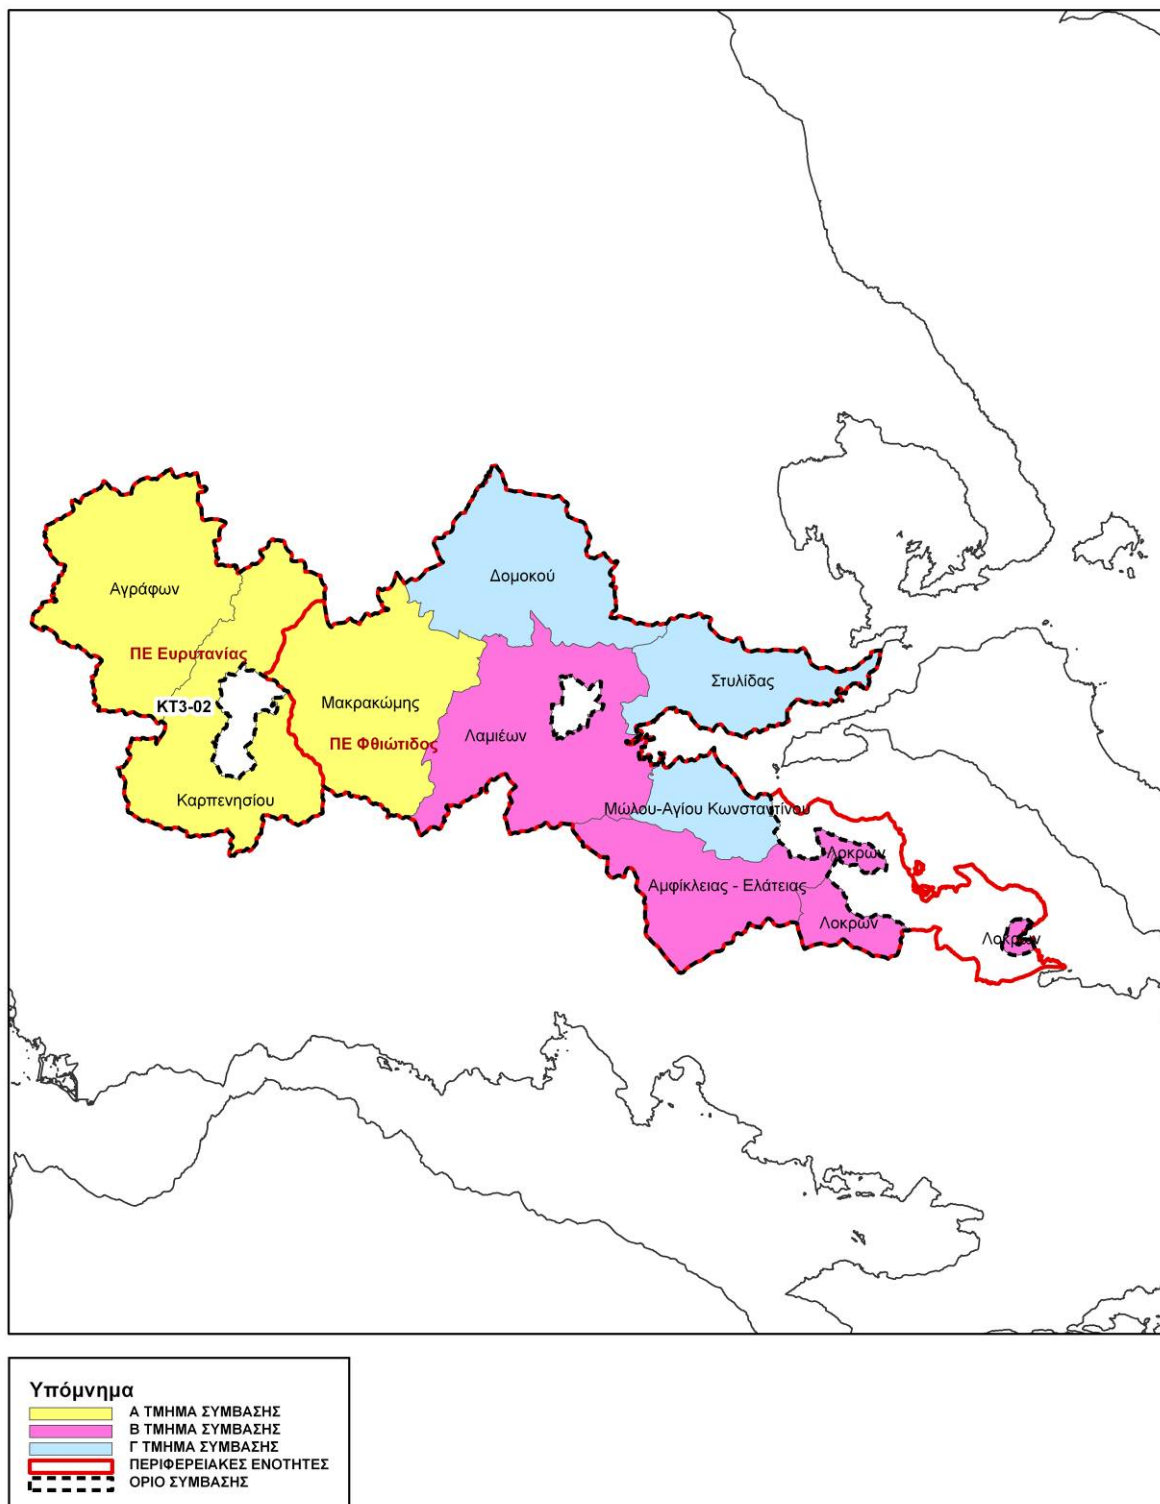 Δομοκού
Αγράφων
ΠΕ Ευρυτανίας
Στυλίδας
ΚΤ3-02
Μακρακώμης
Λαμιέων
ΠΕ Φθιώτιδος
Καρπενησίου
Μώλου-Αγίου Κωνσταντίνου
Λοκρών
Αμφίκλειας - Ελάτειας
Λοκρών
Λοκρών
Υπόμνημα
Α ΤΜΗΜΑ ΣΥΜΒΑΣΗΣ
Β ΤΜΗΜΑ ΣΥΜΒΑΣΗΣ
Γ ΤΜΗΜΑ ΣΥΜΒΑΣΗΣ
ΠΕΡΙΦΕΡΕΙΑΚΕΣ ΕΝΟΤΗΤΕΣ
ΟΡΙΟ ΣΥΜΒΑΣΗΣ